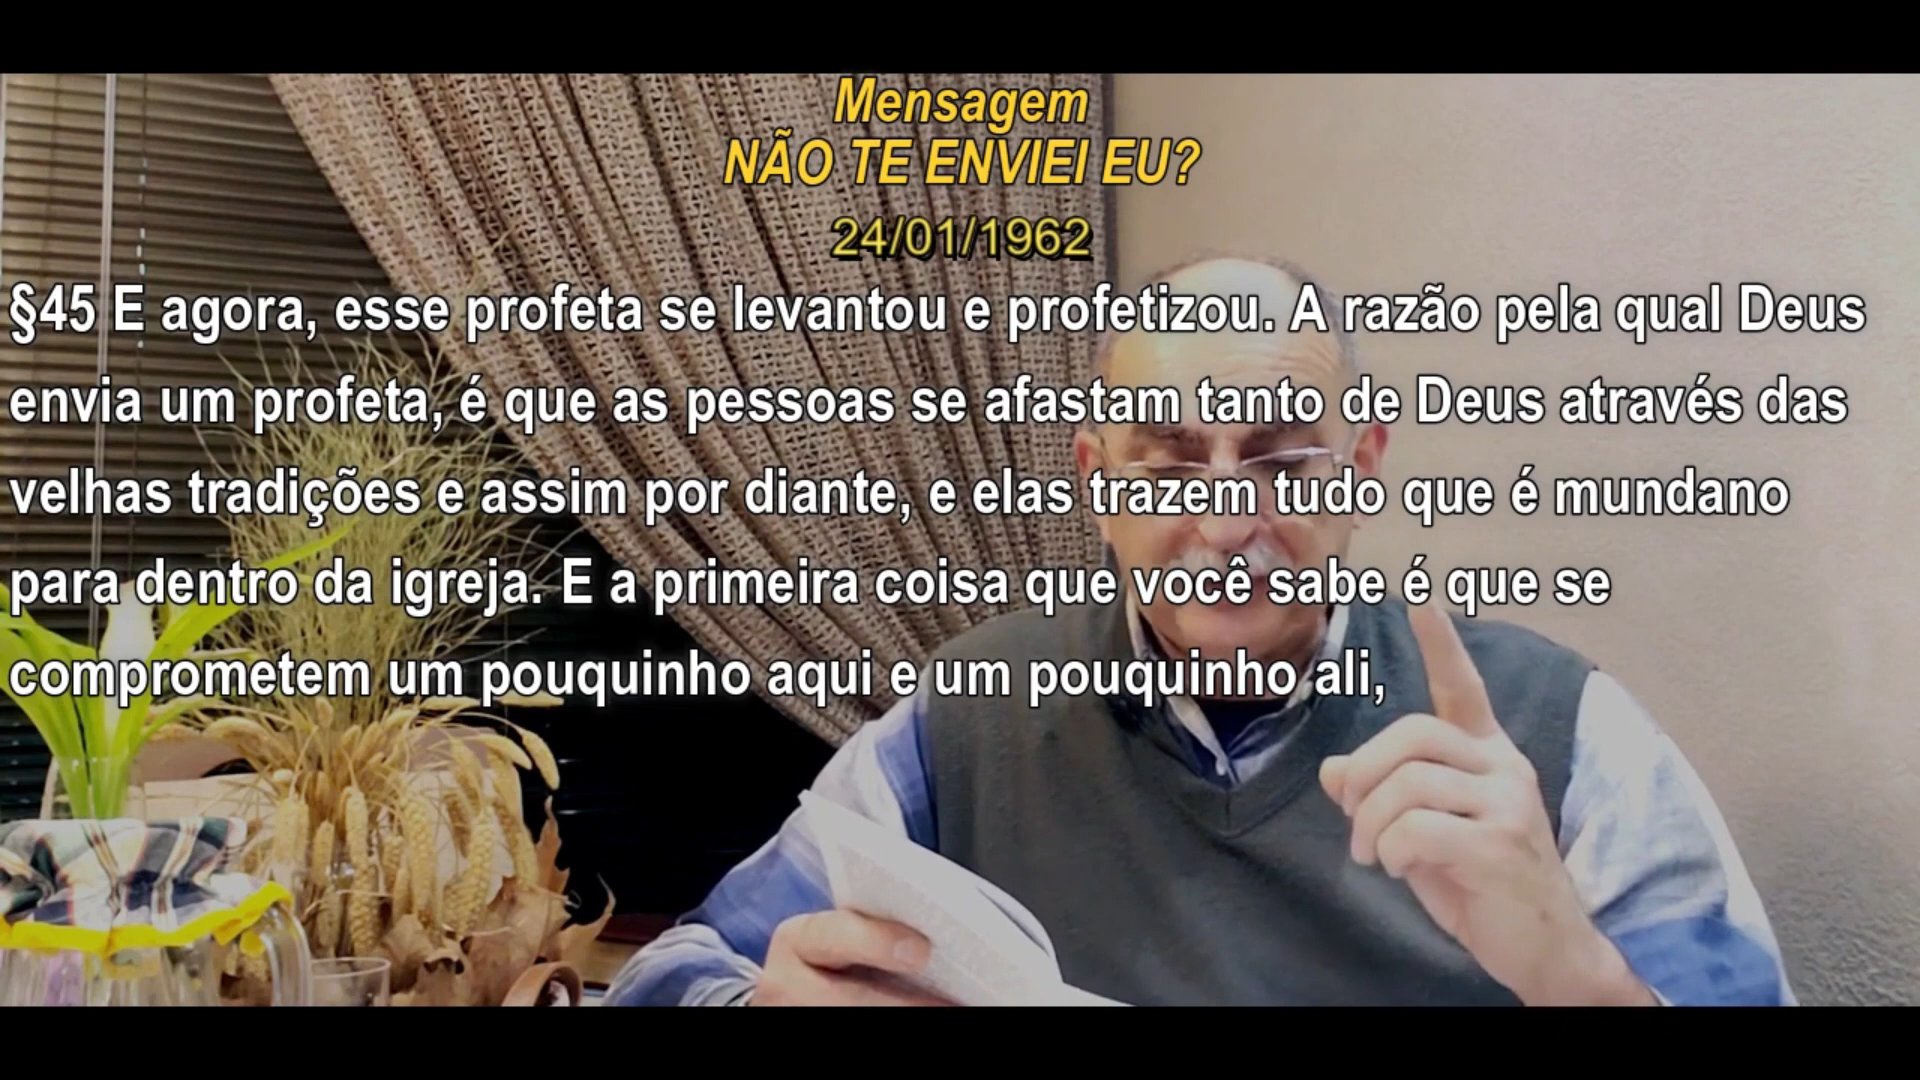 Mensagem
NÃO TE ENVIEI EU?
24/01/1962
§45 E agora, esse profeta se levantou e profetizou. A razão pela qual Deus
envia um profeta, é que as pessoas se afastam tanto de Deus através das
velhas tradições e assim por diante, e elas trazem tudo que é mundano
para dentro da igreja. E a primeira coisa que você sabe é que se
comprometem um pouquinho aqui e um pouquinho ali,